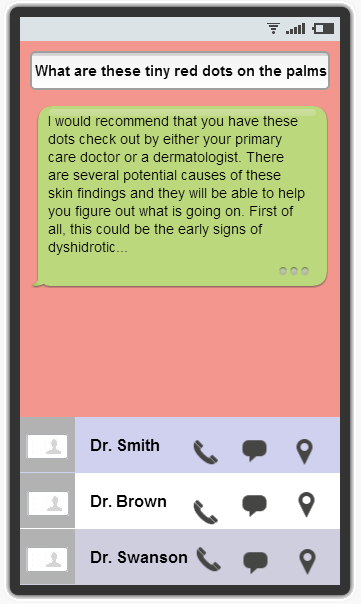 What are these tiny red dots on the palms
I would recommend that you have these
dots check out by either your primary
care doctor or a dermatologist. There
are several potential causes of these
skin findings and they will be able to help
you figure out what is going on. First of
all, this could be the early signs of
dyshidrotic...
Dr. Smith
Dr. Brown
Dr. Swanson